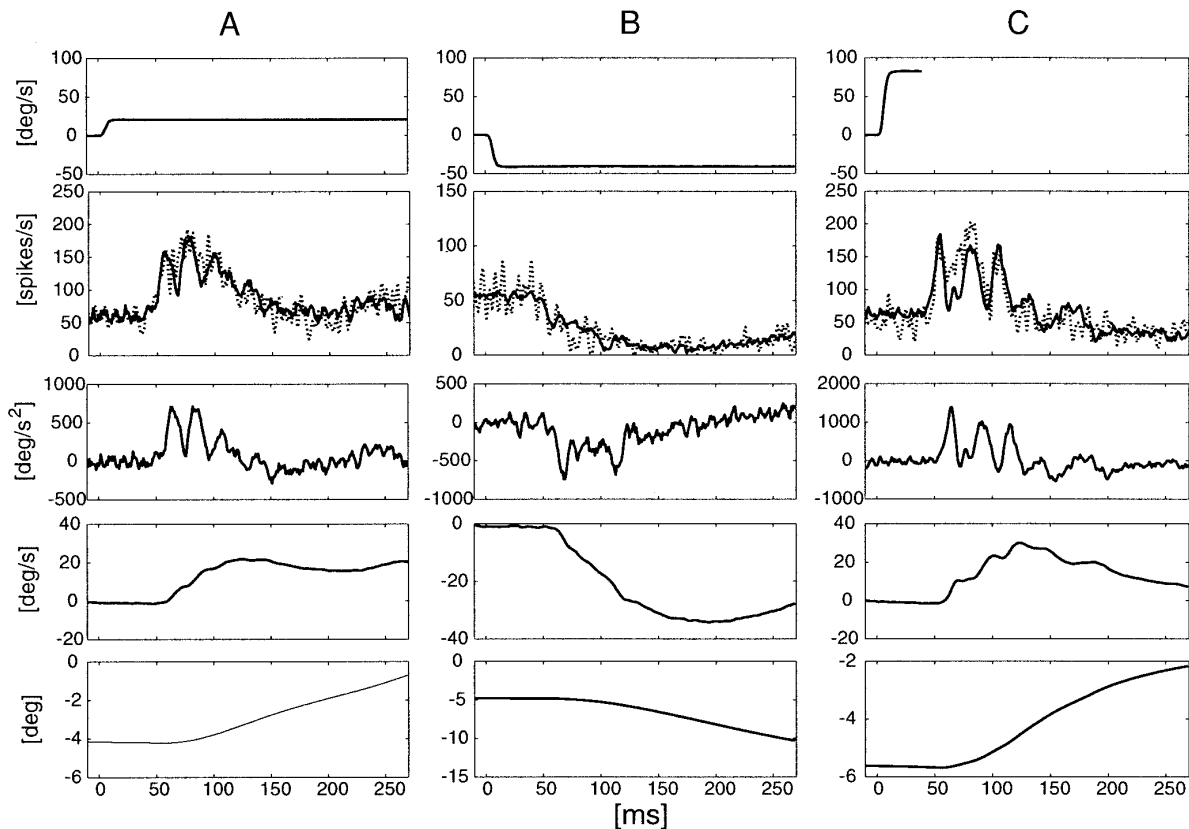 A B C
[deg/s] 100 50 0 -50 100 50 0 -50 100 50 0 -50
[spikes/s] 250 200 150 100 50 0 150 100 50 0 250 200 150 100 50 0
[deg/s²] 1000 500 0 -500 500 0 -500 -1000 2000 1000 0 -1000
[deg/s] 40 20 0 -20 0 -20 -40 40 20 0 -20
[deg] 0 -2 -4 -6 0 -5 -10 -15 -2 -4 -6
0 50 100 150 200 250 0 50 100 150 200 250 0 50 100 150 200 250
[ms]